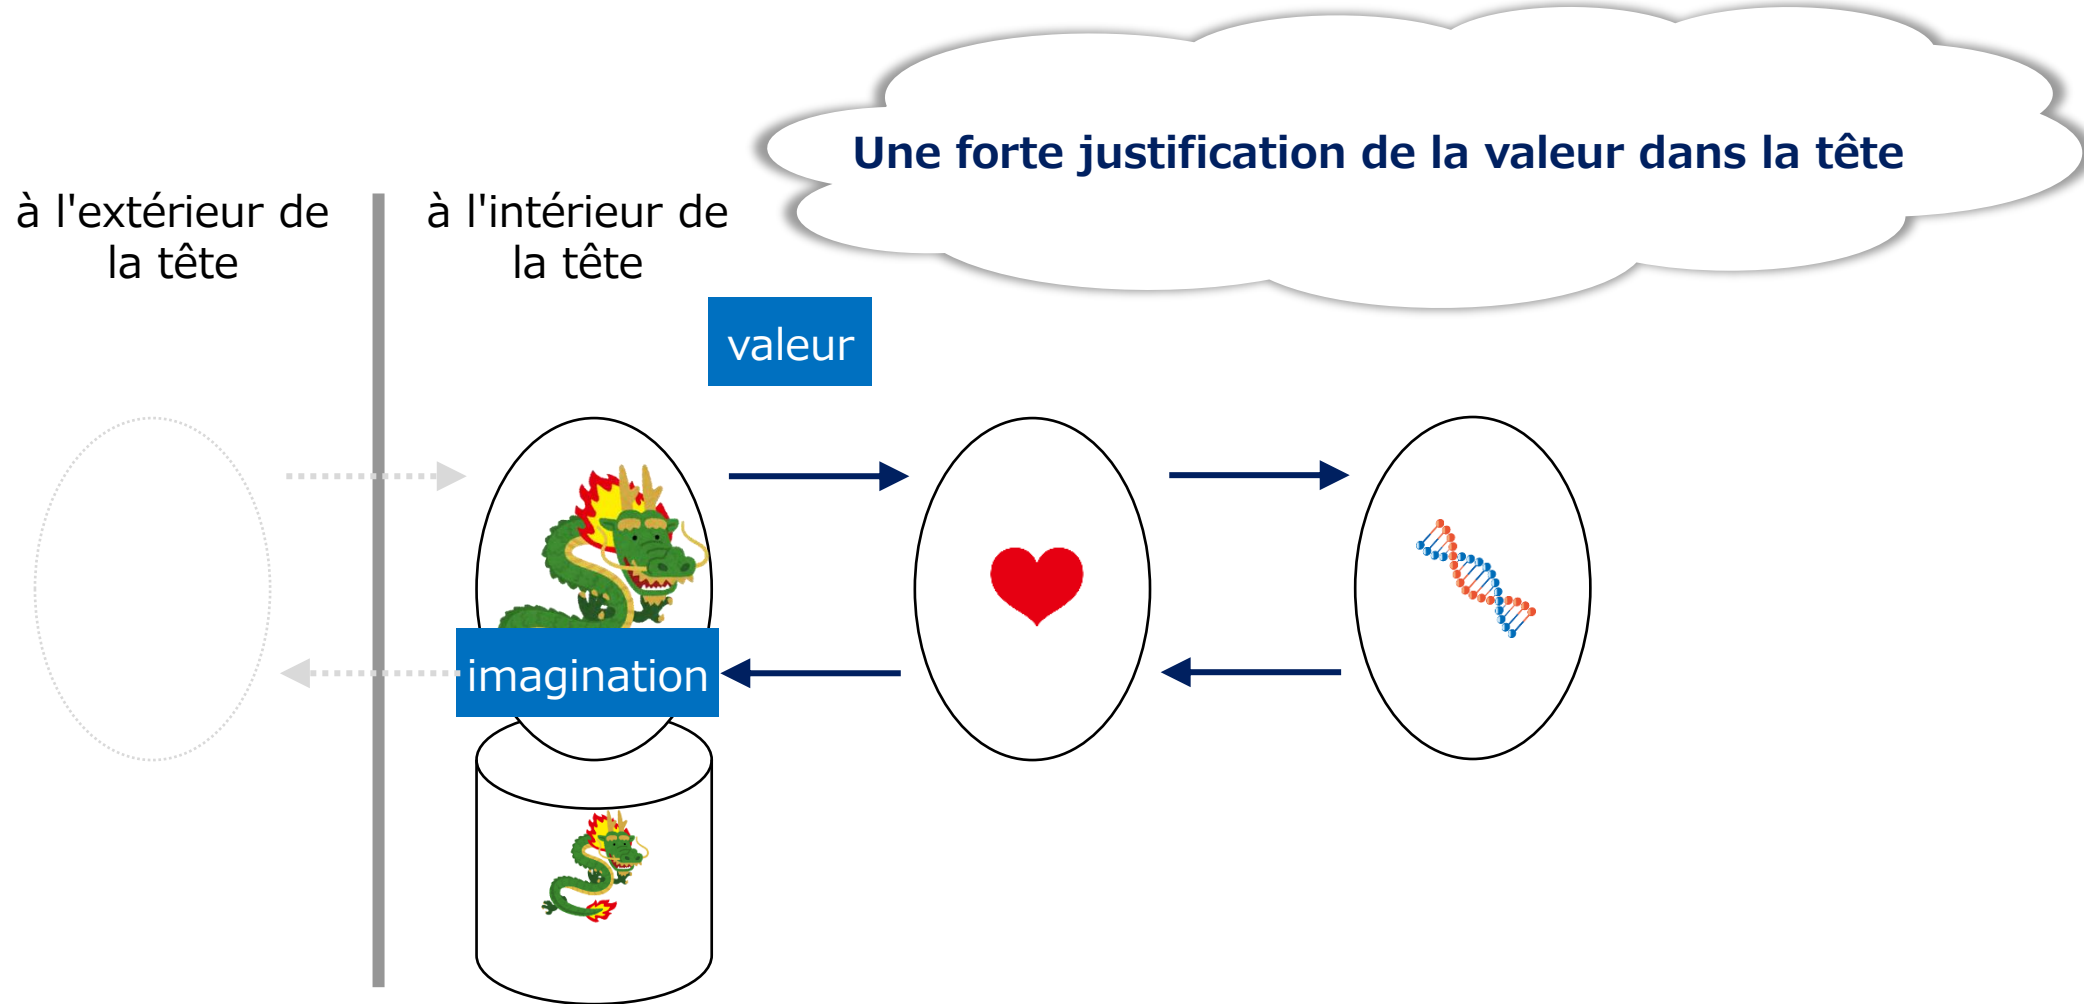 Une forte justification de la valeur dans la tête
à l'extérieur de
la tête
à l'intérieur de
la tête
valeur
imagination